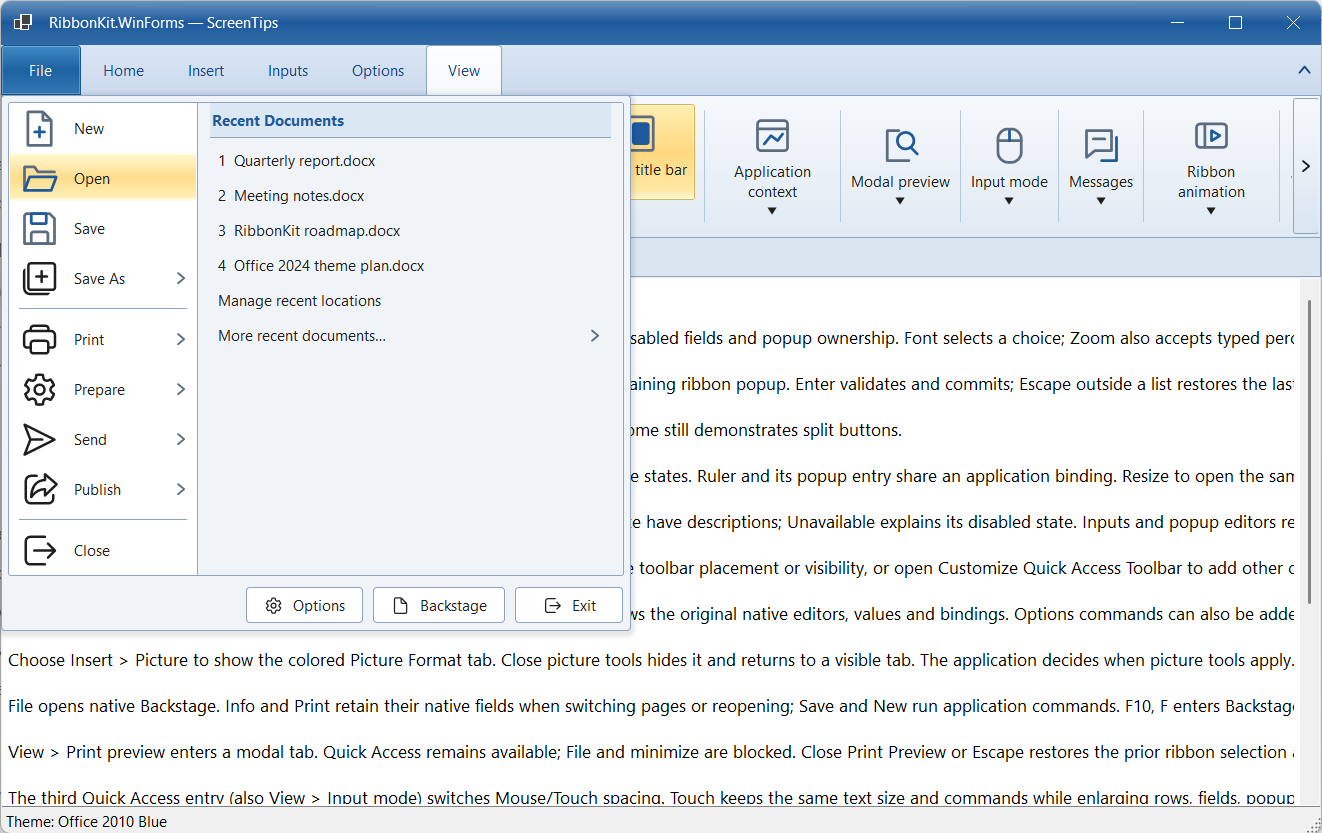 RibbonKit.WinForms — ScreenTips
File Home Insert Inputs Options View
New
Open
Save
Save As
Print
Prepare
Send
Publish
Close
Recent Documents
1 Quarterly report.docx
2 Meeting notes.docx
3 RibbonKit roadmap.docx
4 Office 2024 theme plan.docx
Manage recent locations
More recent documents...
Options Backstage Exit
title bar
Application
context
Modal preview
Input mode
Messages
Ribbon
animation
fields and popup ownership. Font selects a choice; Zoom also accepts typed
ribbon popup. Enter validates and commits; Escape outside a list restores the
still demonstrates split buttons.
states. Ruler and its popup entry share an application binding. Resize to open the
have descriptions; Unavailable explains its disabled state. Inputs and popup editors
toolbar placement or visibility, or open Customize Quick Access Toolbar to add other
the original native editors, values and bindings. Options commands can also be
Choose Insert > Picture to show the colored Picture Format tab. Close picture tools hides it and returns to a visible tab. The application decides when picture tools apply.
File opens native Backstage. Info and Print retain their native fields when switching pages or reopening; Save and New run application commands. F10, F enters
View > Print preview enters a modal tab. Quick Access remains available; File and minimize are blocked. Close Print Preview or Escape restores the prior ribbon selection
The third Quick Access entry (also View > Input mode) switches Mouse/Touch spacing. Touch keeps the same text size and commands while enlarging rows, fields,
Theme: Office 2010 Blue